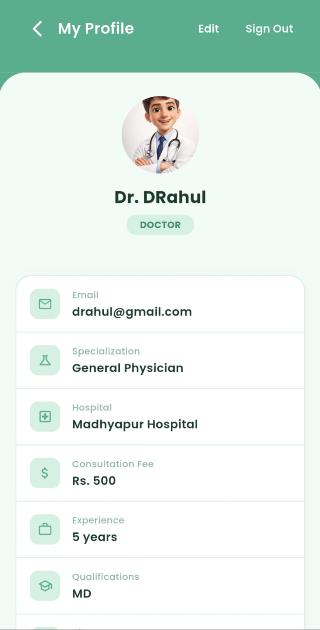 My Profile
Edit
Sign Out
Dr. DRahul
DOCTOR
Email
drahul@gmail.com
Specialization
General Physician
Hospital
Madhyapur Hospital
Consultation Fee
Rs. 500
Experience
5 years
Qualifications
MD